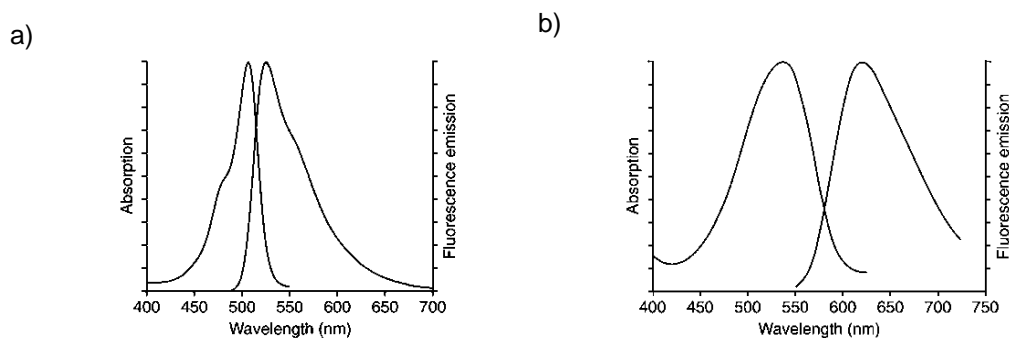 a)
Absorption
Fluorescence emission
400 450 500 550 600 650 700
Wavelength (nm)
b)
Absorption
Fluorescence emission
400 450 500 550 600 650 700 750
Wavelength (nm)